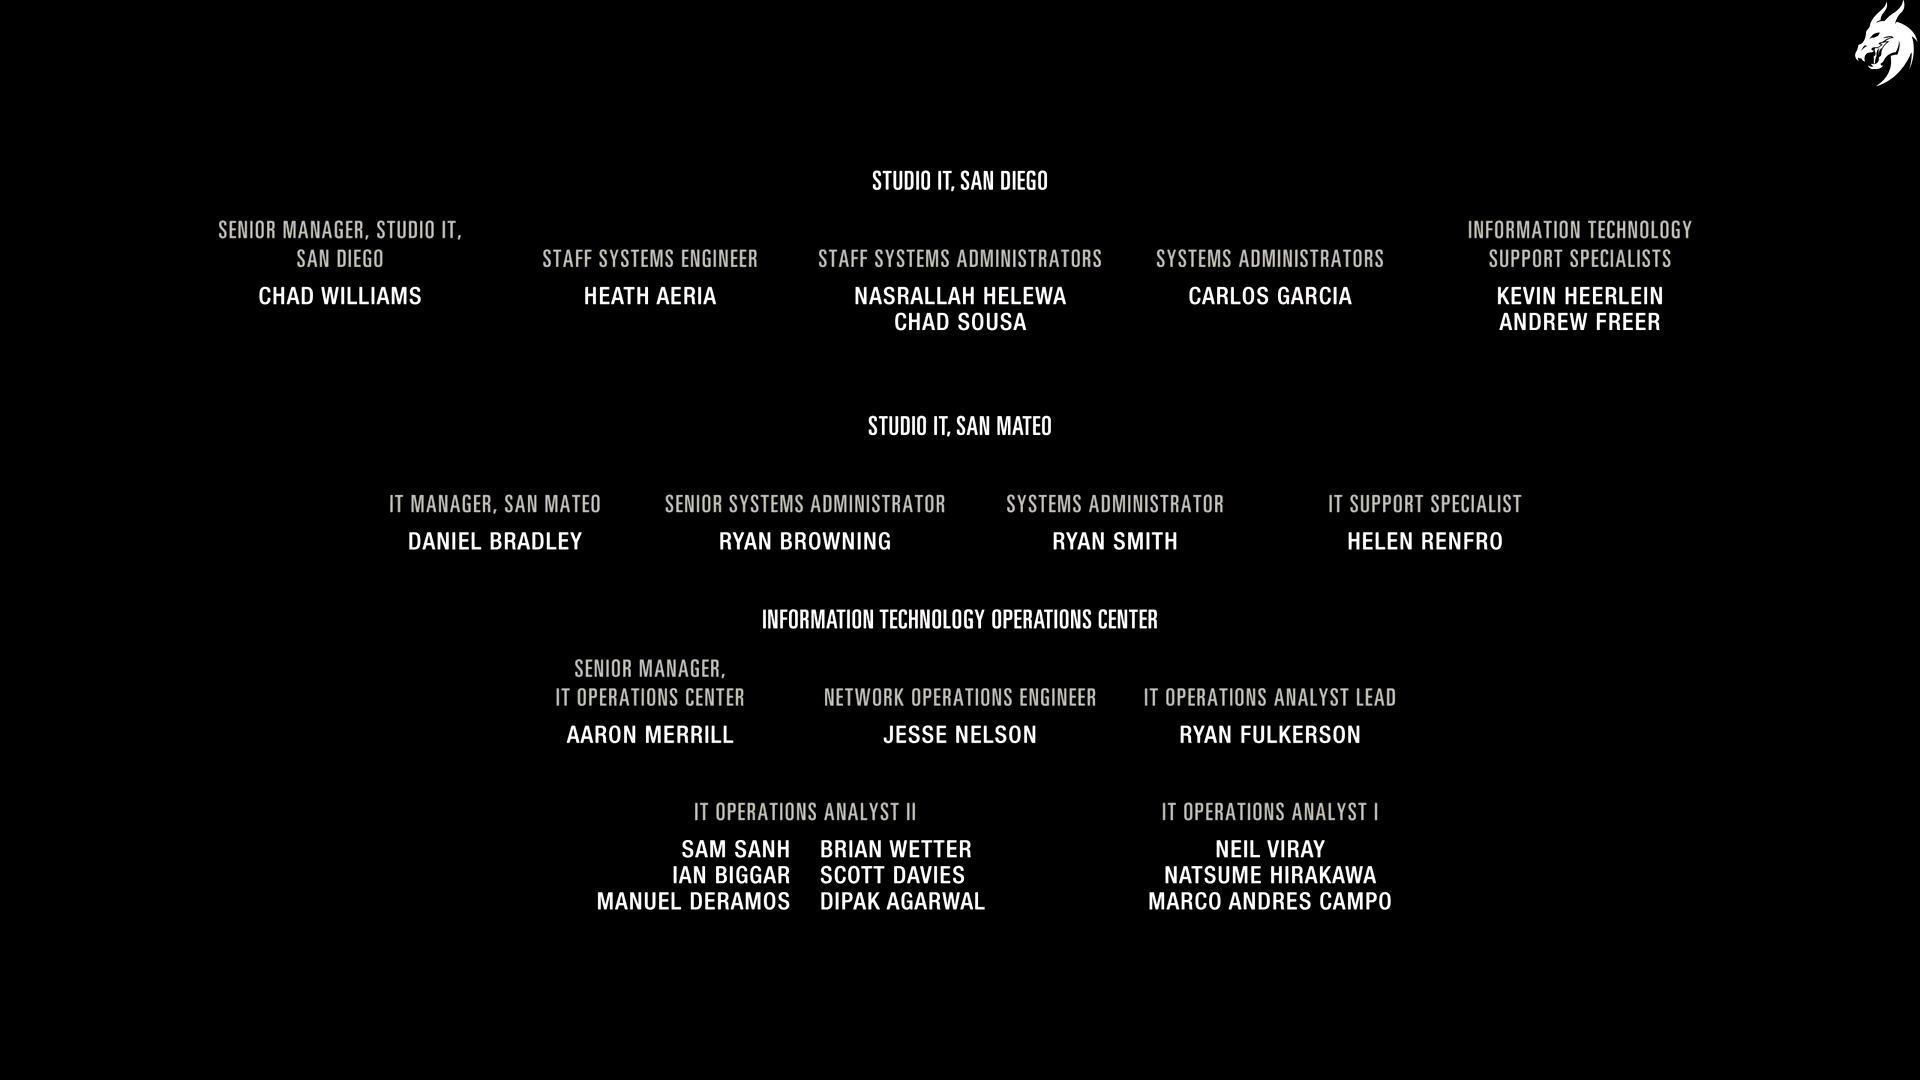 STUDIO IT, SAN DIEGO
SENIOR MANAGER, STUDIO IT,
SAN DIEGO
CHAD WILLIAMS
STAFF SYSTEMS ENGINEER
HEATH AERIA
STAFF SYSTEMS ADMINISTRATORS
NASRALLAH HELEWA
CHAD SOUSA
SYSTEMS ADMINISTRATORS
CARLOS GARCIA
INFORMATION TECHNOLOGY
SUPPORT SPECIALISTS
KEVIN HEERLEIN
ANDREW FREER
STUDIO IT, SAN MATEO
IT MANAGER, SAN MATEO
DANIEL BRADLEY
SENIOR SYSTEMS ADMINISTRATOR
RYAN BROWNING
SYSTEMS ADMINISTRATOR
RYAN SMITH
IT SUPPORT SPECIALIST
HELEN RENFRO
INFORMATION TECHNOLOGY OPERATIONS CENTER
SENIOR MANAGER,
IT OPERATIONS CENTER
AARON MERRILL
NETWORK OPERATIONS ENGINEER
JESSE NELSON
IT OPERATIONS ANALYST LEAD
RYAN FULKERSON
IT OPERATIONS ANALYST II
SAM SANH
IAN BIGGAR
MANUEL DERAMOS
BRIAN WETTER
SCOTT DAVIES
DIPAK AGARWAL
IT OPERATIONS ANALYST I
NEIL VIRAY
NATSUME HIRAKAWA
MARCO ANDRES CAMPO